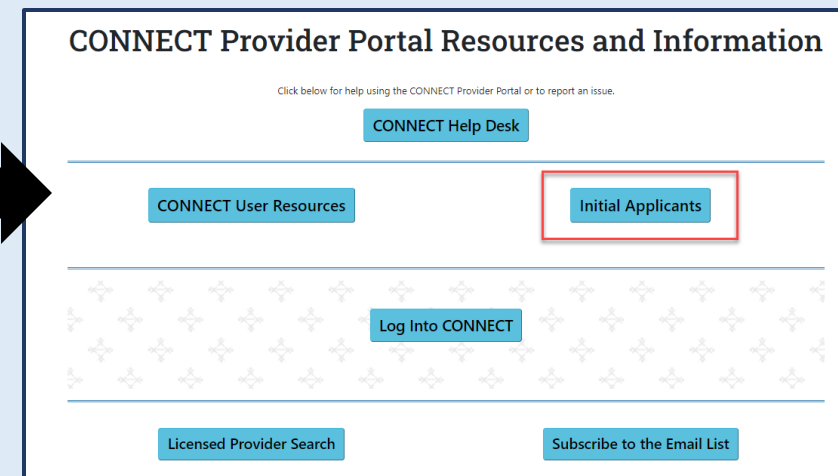 CONNECT Provider Portal Resources and Information
Click below for help using the CONNECT Provider Portal or to report an issue.
CONNECT Help Desk
CONNECT User Resources
Initial Applicants
Log Into CONNECT
Licensed Provider Search
Subscribe to the Email List